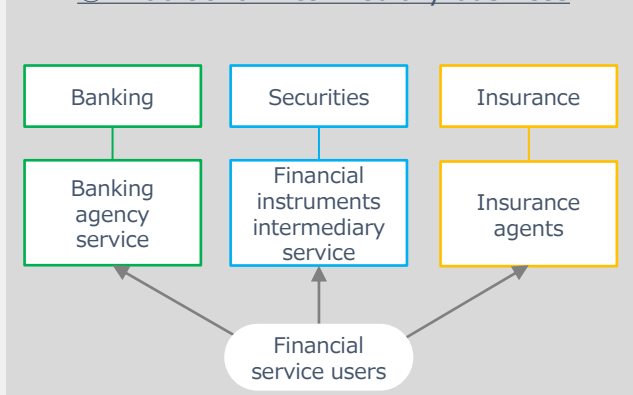 Banking
Securities
Insurance
Banking
agency
service
Financial
instruments
intermediary
service
Insurance
agents
Financial
service users